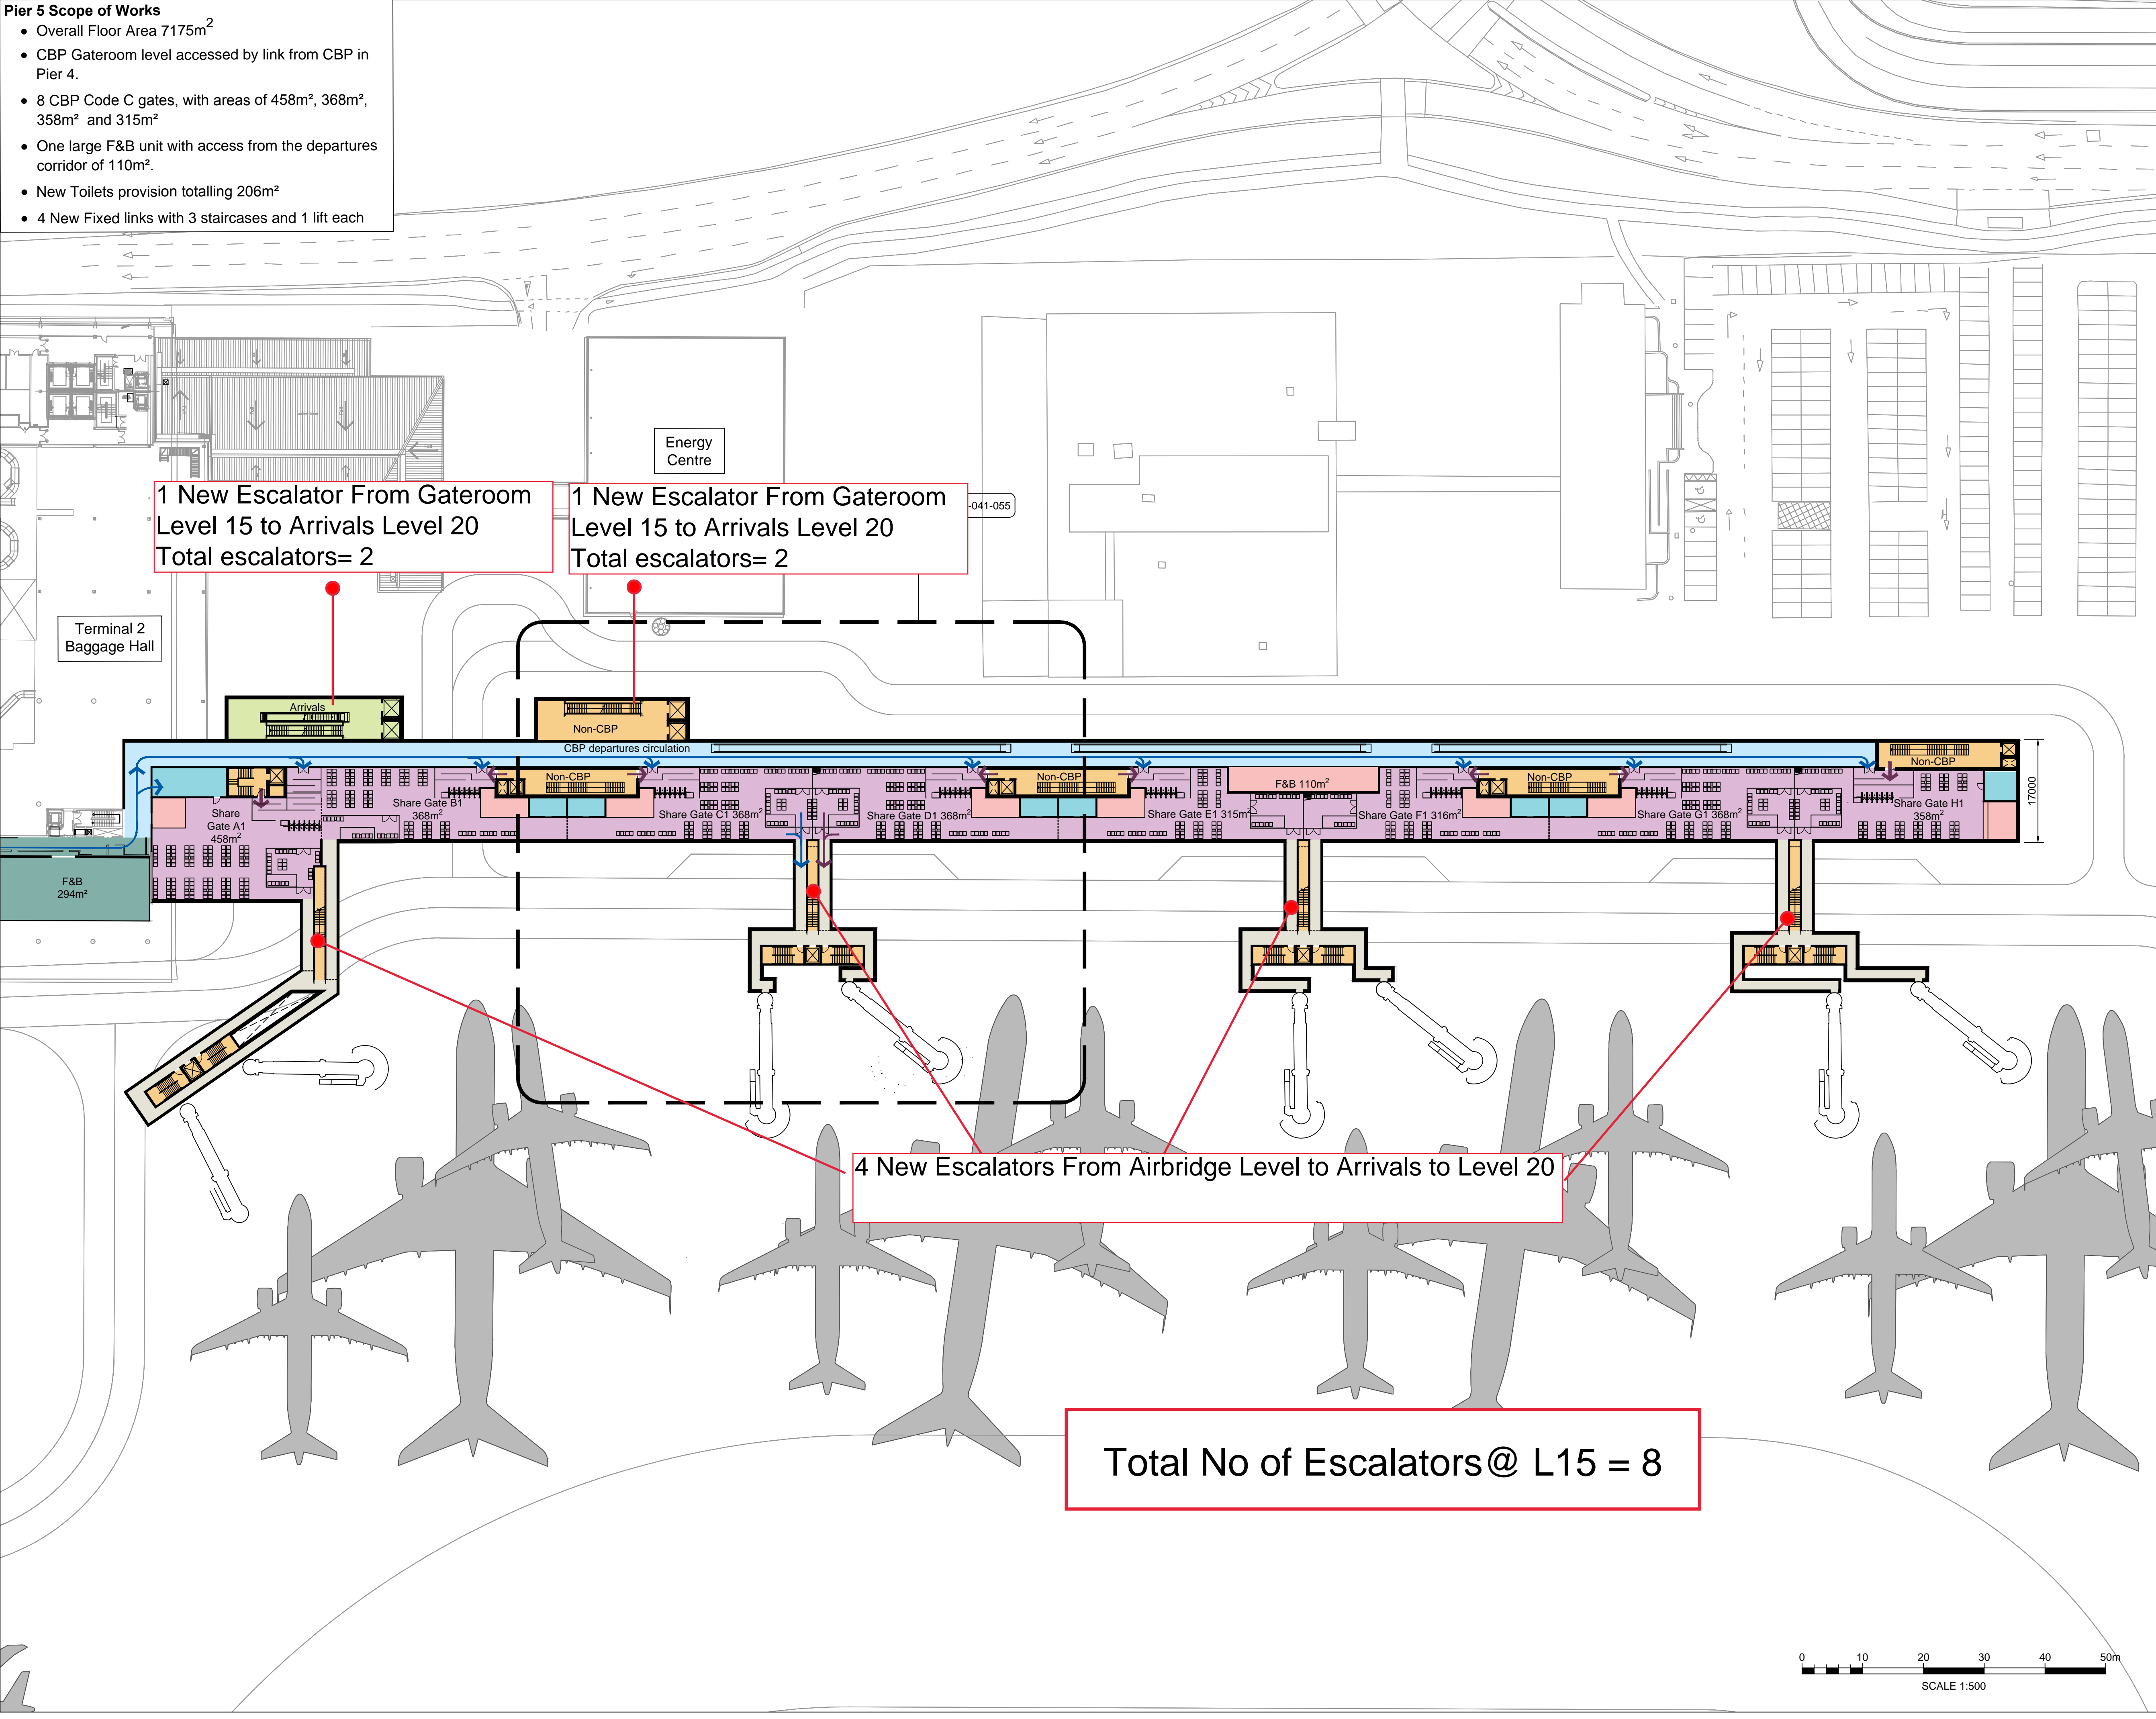 Pier 5 Scope of Works
• Overall Floor Area 7175m²
• CBP Gateroom level accessed by link from CBP in
Pier 4.
• 8 CBP Code C gates, with areas of 458m², 368m²,
358m² and 315m²
• One large F&B unit with access from the departures
corridor of 110m².
• New Toilets provision totalling 206m²
• 4 New Fixed links with 3 staircases and 1 lift each
Energy
Centre
1 New Escalator From Gateroom
Level 15 to Arrivals Level 20
Total escalators= 2
1 New Escalator From Gateroom
Level 15 to Arrivals Level 20
Total escalators= 2
-041-055
Terminal 2
Baggage Hall
Arrivals
Non-CBP
CBP departures circulation
Non-CBP
Non-CBP
Non-CBP
Non-CBP
F&B 110m²
Share
Gate A1
458m²
Share Gate B1
368m²
Share Gate C1 368m²
Share Gate D1 368m²
Share Gate E1 315m²
Share Gate F1 316m²
Share Gate G1 368m²
Share Gate H1
358m²
17000
F&B
294m²
4 New Escalators From Airbridge Level to Arrivals to Level 20
Total No of Escalators@ L15 = 8
0 10 20 30 40 50m
SCALE 1:500